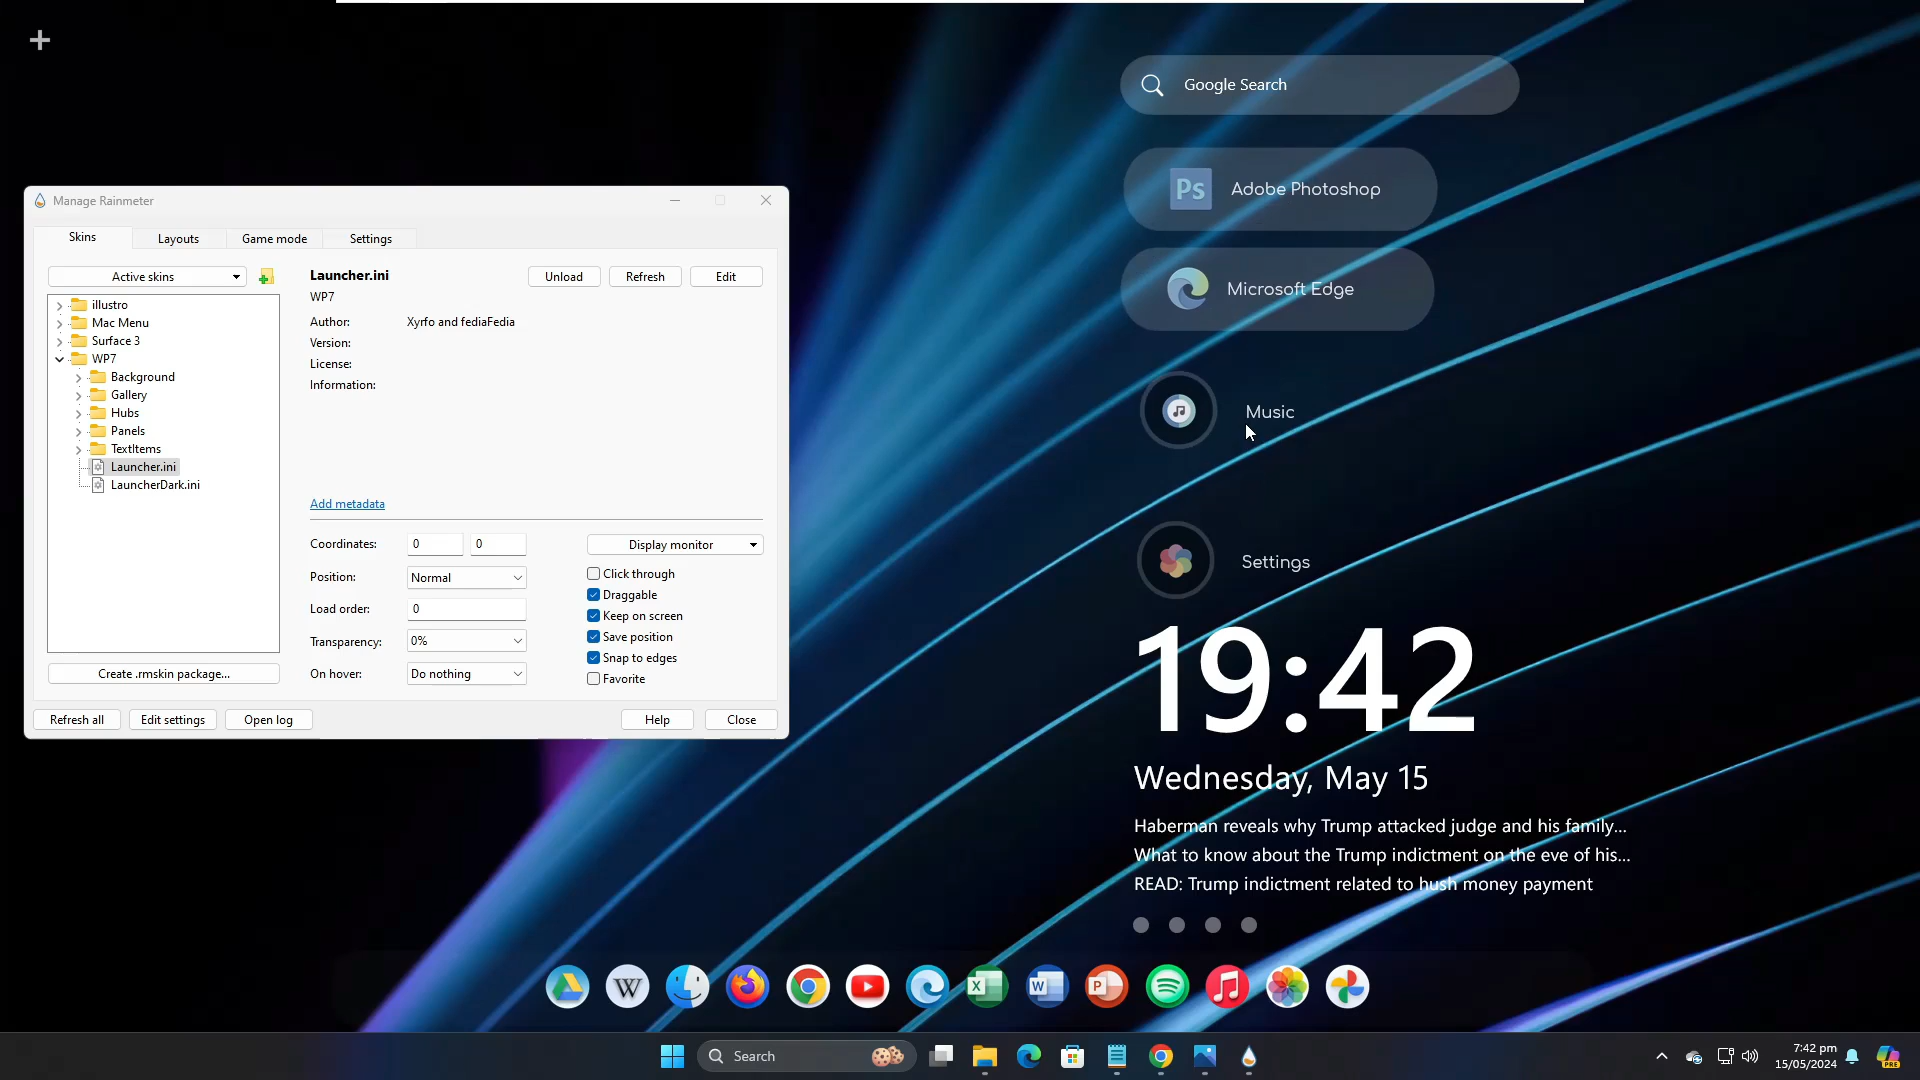 Google Search
Ps
Adobe Photoshop
Microsoft Edge
Music
Settings
19:42
Wednesday, May 15
Haberman reveals why Trump attacked judge and his family...
What to know about the Trump indictment on the eve of his...
READ: Trump indictment related to hush money payment
Manage Rainmeter
Skins
Layouts
Game mode
Settings
Active skins
illustro
Mac Menu
Surface 3
WP7
Background
Gallery
Hubs
Panels
TextItems
Launcher.ini
LauncherDark.ini
Create .rmskin package...
Launcher.ini
Unload
Refresh
Edit
WP7
Author: Xyrfo and fediaFedia
Version:
License:
Information:
Add metadata
Coordinates: 0 0
Position: Normal
Load order: 0
Transparency: 0%
On hover: Do nothing
Display monitor
Click through
Draggable
Keep on screen
Save position
Snap to edges
Favorite
Refresh all
Edit settings
Open log
Help
Close
W
X
W
P
Search
7:42 pm
15/05/2024
PRE